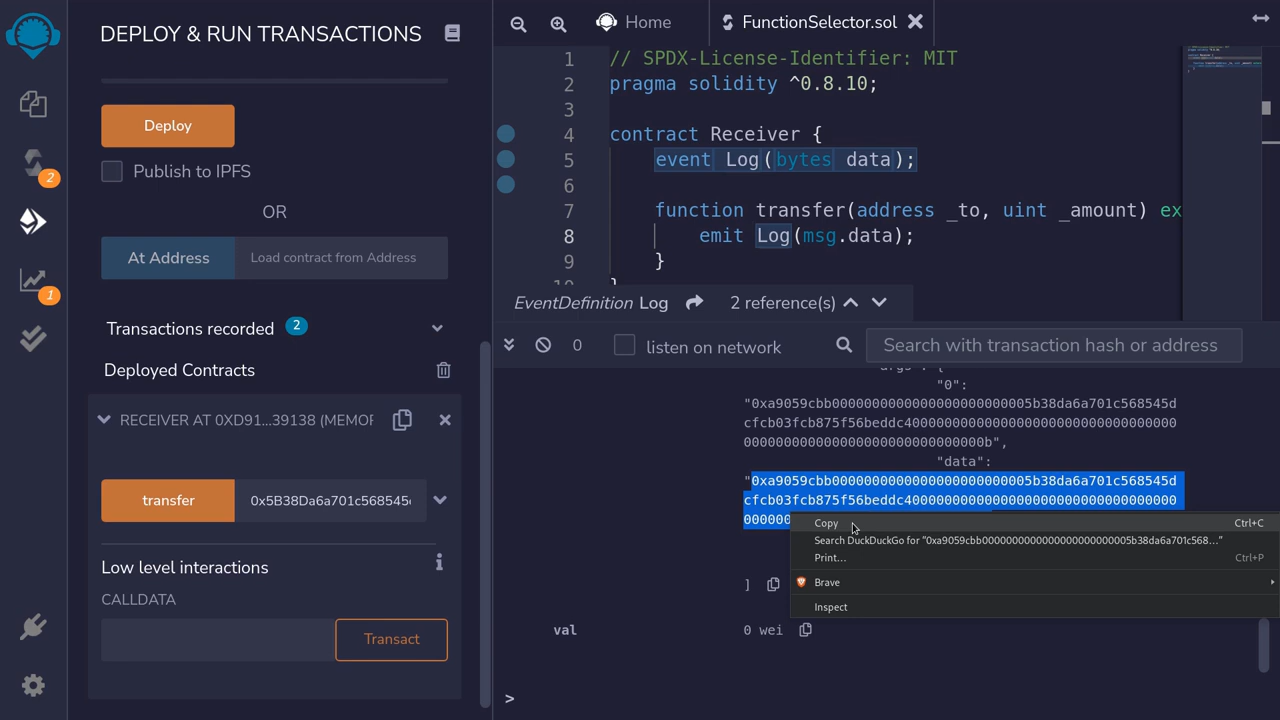 DEPLOY & RUN TRANSACTIONS
Deploy
Publish to IPFS
OR
At Address
Load contract from Address
Transactions recorded
2
Deployed Contracts
RECEIVER AT 0XD91...39138 (MEMOR
transfer
0x5B38Da6a701c568545
Low level interactions
i
CALLDATA
Transact
2
1
Home
FunctionSelector.sol
1 // SPDX-License-Identifier: MIT
2 pragma solidity ^0.8.10;
3
4 contract Receiver {
5 event Log(bytes data);
6
7 function transfer(address _to, uint _amount) ex
8 emit Log(msg.data);
9 }
10 }
EventDefinition Log
2 reference(s)
0
listen on network
Search with transaction hash or address
"0":
"0xa9059cbb0000000000000000000000005b38da6a701c568545d
cfcb03fcb875f56beddc4000000000000000000000000000000000
000000000000000000000000000000b",
"data":
"0xa9059cbb0000000000000000000000005b38da6a701c568545d
cfcb03fcb875f56beddc4000000000000000000000000000000000
000000
Copy Ctrl+C
Search DuckDuckGo for "0xa9059cbb0000000000000000000000005b38da6a701c568..."
Print... Ctrl+P
Brave
Inspect
]
val 0 wei
>